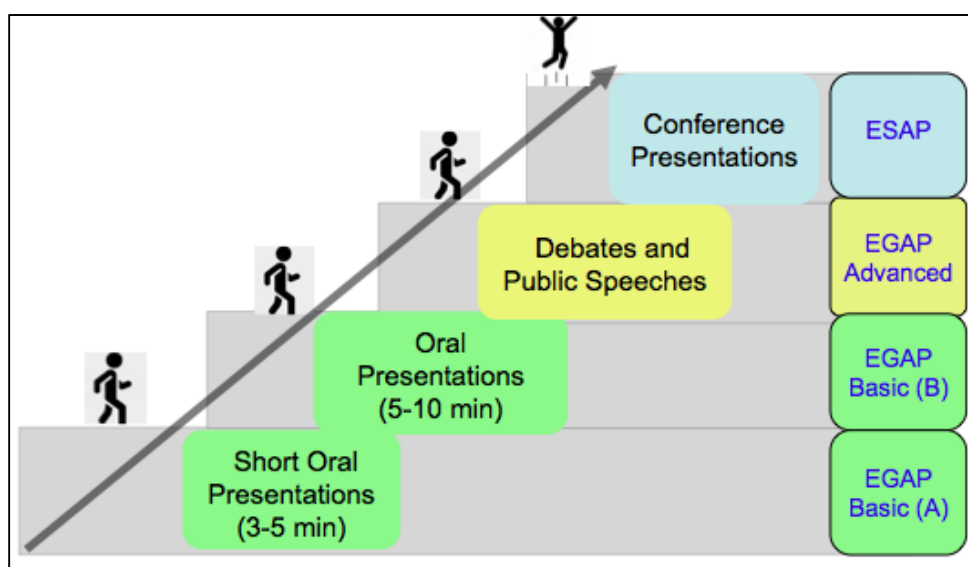 Conference
Presentations
ESAP
Debates and
Public Speeches
EGAP
Advanced
Oral
Presentations
(5-10 min)
EGAP
Basic (B)
Short Oral
Presentations
(3-5 min)
EGAP
Basic (A)